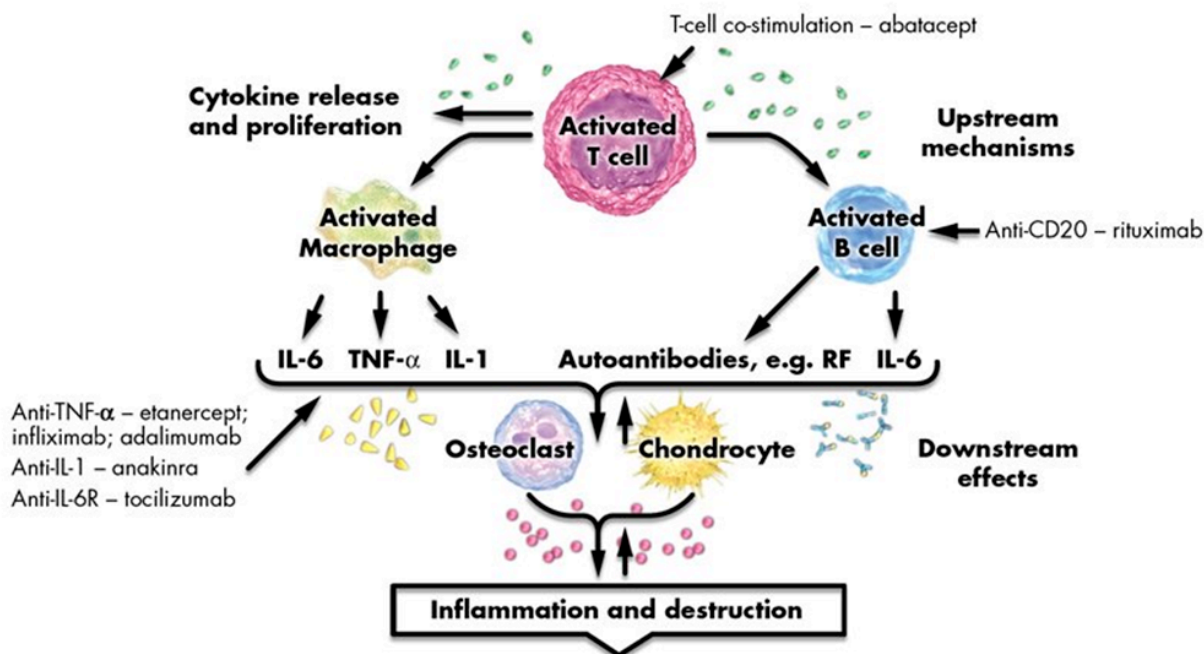 T-cell co-stimulation – abatacept
Cytokine release
and proliferation
Activated
T cell
Upstream
mechanisms
Activated
Macrophage
Activated
B cell
Anti-CD20 – rituximab
IL-6 TNF-α IL-1 Autoantibodies, e.g. RF IL-6
Anti-TNF-α – etanercept;
infliximab; adalimumab
Anti-IL-1 – anakinra
Anti-IL-6R – tocilizumab
Osteoclast
Chondrocyte
Downstream
effects
Inflammation and destruction